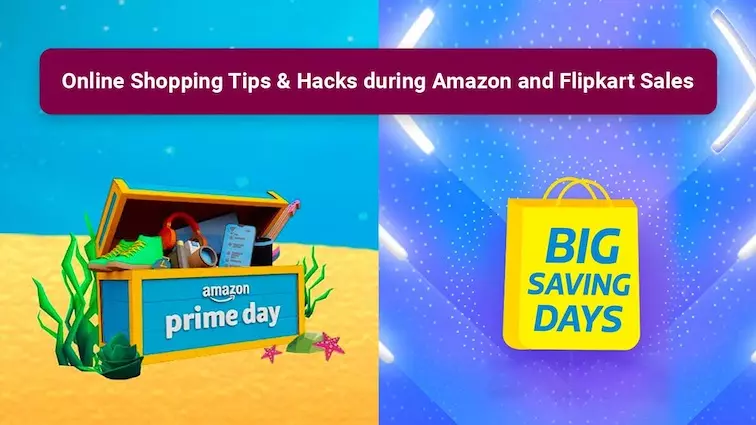 Online Shopping Tips & Hacks during Amazon and Flipkart Sales
amazon
prime day
BIG
SAVING
DAYS